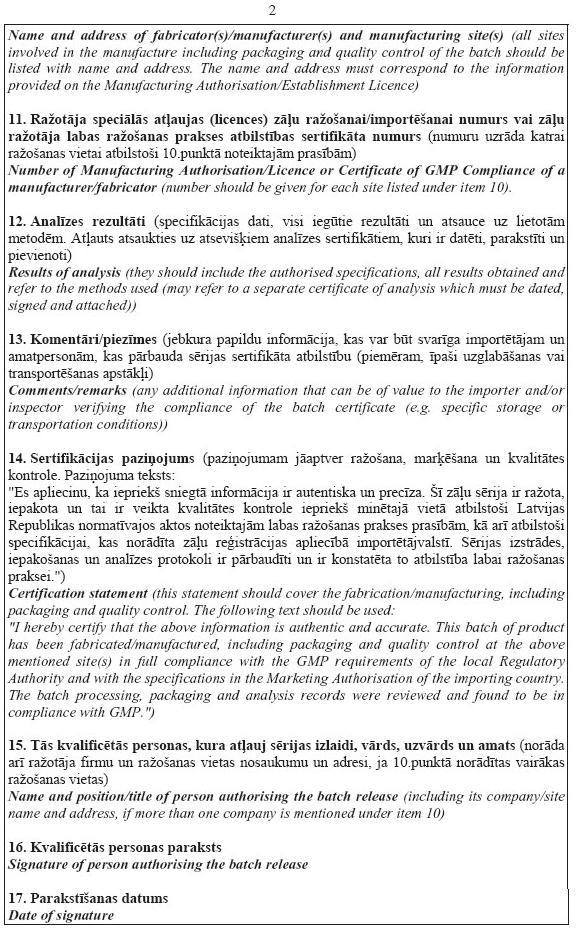 2
Name and address of fabricator(s)/manufacturer(s) and manufacturing site(s) (all sites
involved in the manufacture including packaging and quality control of the batch should be
listed with name and address. The name and address must correspond to the information
provided on the Manufacturing Authorisation/Establishment Licence)
11. Ražotāja speciālās atļaujas (licences) zāļu ražošanai/importēšanai numurs vai zāļu
ražotāja labas ražošanas prakses atbilstības sertifikāta numurs (numuru uzrāda katrai
ražošanas vietai atbilstoši 10.punktā noteiktajām prasībām)
Number of Manufacturing Authorisation/Licence or Certificate of GMP Compliance of a
manufacturer/fabricator (number should be given for each site listed under item 10).
12. Analīzes rezultāti (specifikācijas dati, visi iegūtie rezultāti un atsauce uz lietotām
metodēm. Atļauts atsaukties uz atsevišķiem analīzes sertifikātiem, kuri ir datēti, parakstīti un
pievienoti)
Results of analysis (they should include the authorised specifications, all results obtained and
refer to the methods used (may refer to a separate certificate of analysis which must be dated,
signed and attached))
13. Komentāri/piezīmes (jebkura papildu informācija, kas var būt svarīga importētājam un
amatpersonām, kas pārbauda sērijas sertifikāta atbilstību (piemēram, īpaši uzglabāšanas vai
transportēšanas apstākļi)
Comments/remarks (any additional information that can be of value to the importer and/or
inspector verifying the compliance of the batch certificate (e.g. specific storage or
transportation conditions))
14. Sertifikācijas paziņojums (paziņojumam jāaptver ražošana, marķēšana un kvalitātes
kontrole. Paziņojuma teksts:
"Es apliecinu, ka iepriekš sniegtā informācija ir autentiska un precīza. Šī zāļu sērija ir ražota,
iepakota un tai ir veikta kvalitātes kontrole iepriekš minētajā vietā atbilstoši Latvijas
Republikas normatīvajos aktos noteiktajām labas ražošanas prakses prasībām, kā arī atbilstoši
specifikācijai, kas norādīta zāļu reģistrācijas apliecībā importētājvalstī. Sērijas izstrādes,
iepakošanas un analīzes protokoli ir pārbaudīti un ir konstatēta to atbilstība labai ražošanas
praksei.")
Certification statement (this statement should cover the fabrication/manufacturing, including
packaging and quality control. The following text should be used:
"I hereby certify that the above information is authentic and accurate. This batch of product
has been fabricated/manufactured, including packaging and quality control at the above
mentioned site(s) in full compliance with the GMP requirements of the local Regulatory
Authority and with the specifications in the Marketing Authorisation of the importing country.
The batch processing, packaging and analysis records were reviewed and found to be in
compliance with GMP.")
15. Tās kvalificētās personas, kura atļauj sērijas izlaidi, vārds, uzvārds un amats (norāda
arī ražotāja firmu un ražošanas vietas nosaukumu un adresi, ja 10.punktā norādītas vairākas
ražošanas vietas)
Name and position/title of person authorising the batch release (including its company/site
name and address, if more than one company is mentioned under item 10)
16. Kvalificētās personas paraksts
Signature of person authorising the batch release
17. Parakstīšanas datums
Date of signature